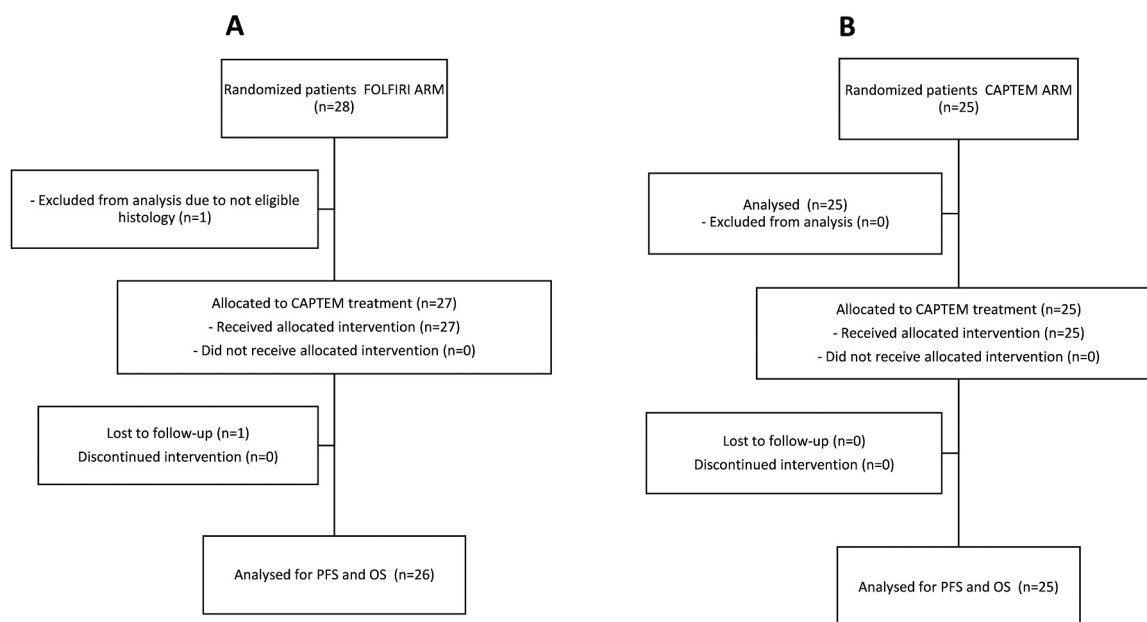 A
Randomized patients FOLFIRI ARM
(n=28)
- Excluded from analysis due to not eligible
histology (n=1)
Allocated to CAPTEM treatment (n=27)
- Received allocated intervention (n=27)
- Did not receive allocated intervention (n=0)
Lost to follow-up (n=1)
Discontinued intervention (n=0)
Analysed for PFS and OS (n=26)
B
Randomized patients CAPTEM ARM
(n=25)
Analysed (n=25)
- Excluded from analysis (n=0)
Allocated to CAPTEM treatment (n=25)
- Received allocated intervention (n=25)
- Did not receive allocated intervention (n=0)
Lost to follow-up (n=0)
Discontinued intervention (n=0)
Analysed for PFS and OS (n=25)